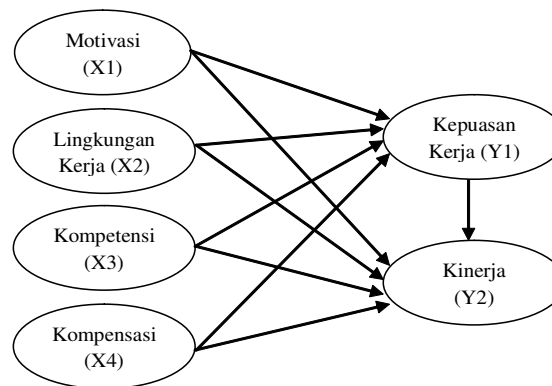 Motivasi
(X1)
Lingkungan
Kerja (X2)
Kompetensi
(X3)
Kompensasi
(X4)
Kepuasan
Kerja (Y1)
Kinerja
(Y2)